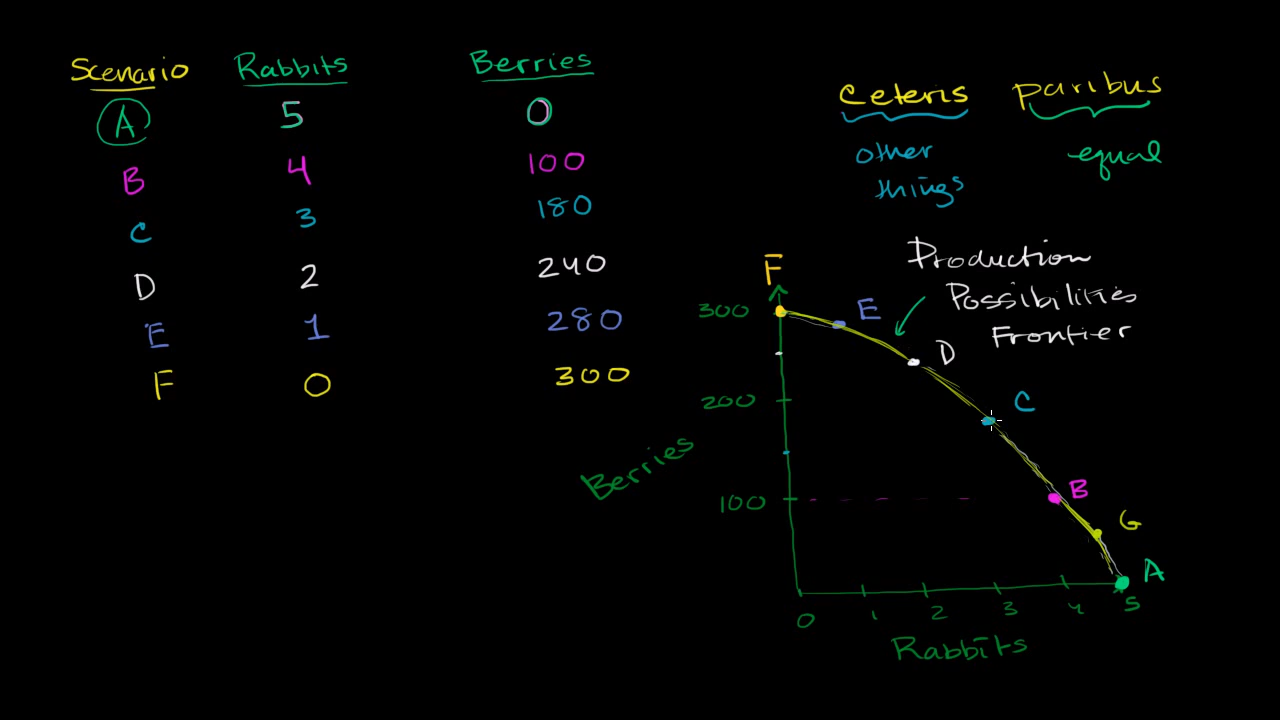 Scenario Rabbits Berries
A 5 0
B 4 100
C 3 180
D 2 240
E 1 280
F 0 300
Ceteris paribus
other equal
things
Production
Possibilities
Frontier
F
300
E
D
200
C
Berries
100
B
G
A
0 1 2 3 4 5
Rabbits